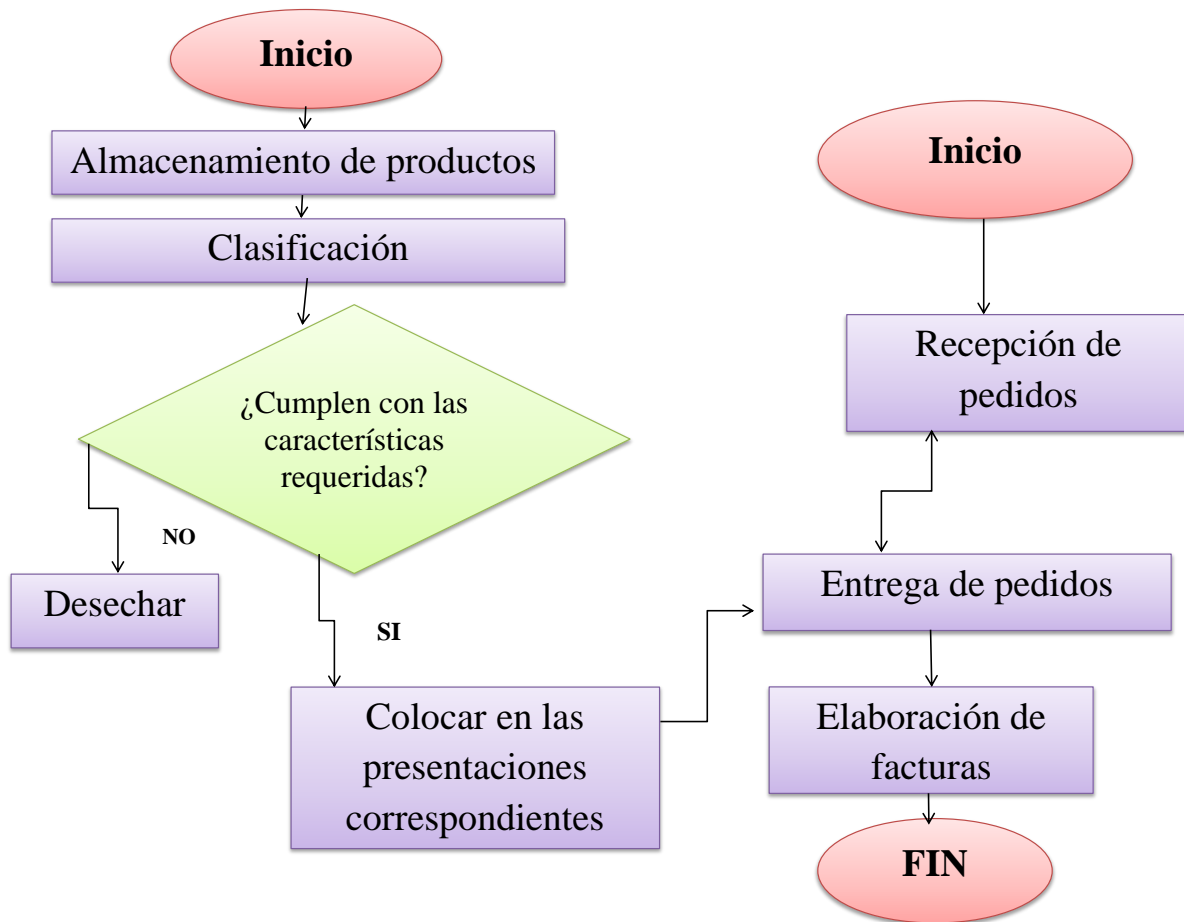 Inicio
Almacenamiento de productos
Clasificación
¿Cumplen con las
características
requeridas?
NO
Desechar
SI
Colocar en las
presentaciones
correspondientes
Inicio
Recepción de
pedidos
Entrega de pedidos
Elaboración de
facturas
FIN